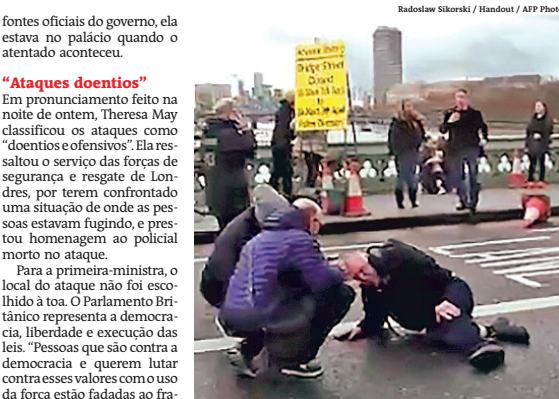 fontes oficiais do governo, ela
estava no palácio quando o
atentado aconteceu.
“Ataques doentios”
Em pronunciamento feito na
noite de ontem, Theresa May
classificou os ataques como
“doentios e ofensivos”. Ela res-
saltou o serviço das forças de
segurança e resgate de Lon-
dres, por terem confrontado
uma situação de onde as pes-
soas estavam fugindo, e pres-
tou homenagem ao policial
morto no ataque.
Para a primeira-ministra, o
local do ataque não foi esco-
lhido à toa. O Parlamento Bri-
tânico representa a democra-
cia, liberdade e execução das
leis. “Pessoas que são contra a
democracia e querem lutar
contra esses valores com o uso
da força estão fadadas ao fra-
Radoslaw Sikorski / Handout / AFP Photo
Bridge Street
Closed